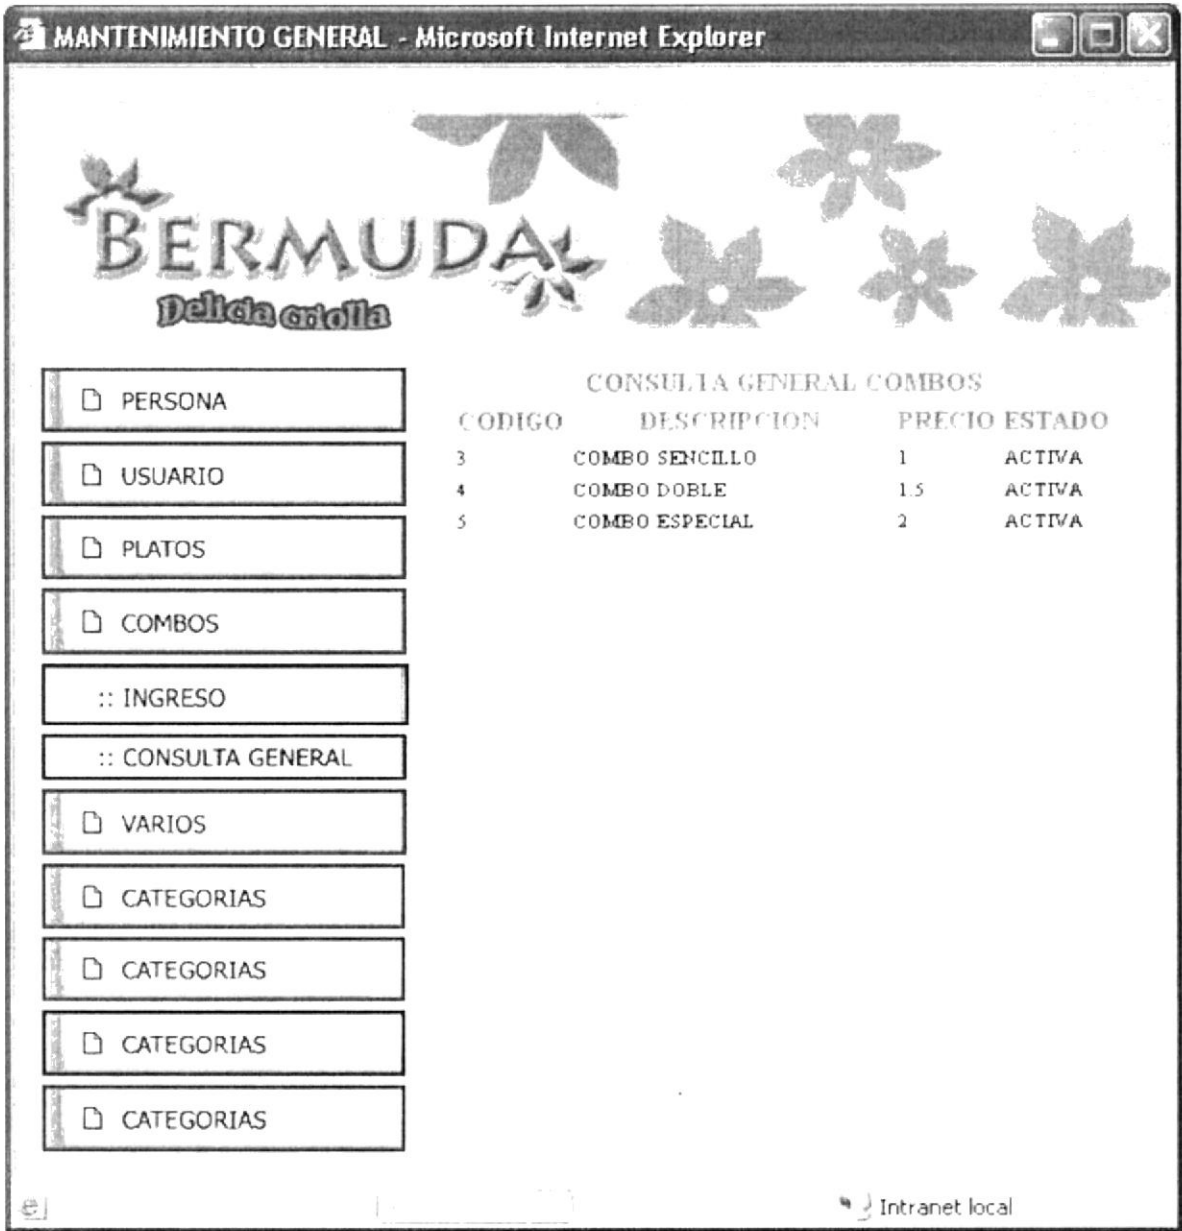 MANTENIMIENTO GENERAL - Microsoft Internet Explorer
BERMUDA
Delicia criolla
PERSONA
USUARIO
PLATOS
COMBOS
:: INGRESO
:: CONSULTA GENERAL
VARIOS
CATEGORIAS
CATEGORIAS
CATEGORIAS
CATEGORIAS
CONSULTA GENERAL COMBOS
CODIGO DESCRIPCION PRECIO ESTADO
3 COMBO SENCILLO 1 ACTIVA
4 COMBO DOBLE 1.5 ACTIVA
5 COMBO ESPECIAL 2 ACTIVA
Intranet local